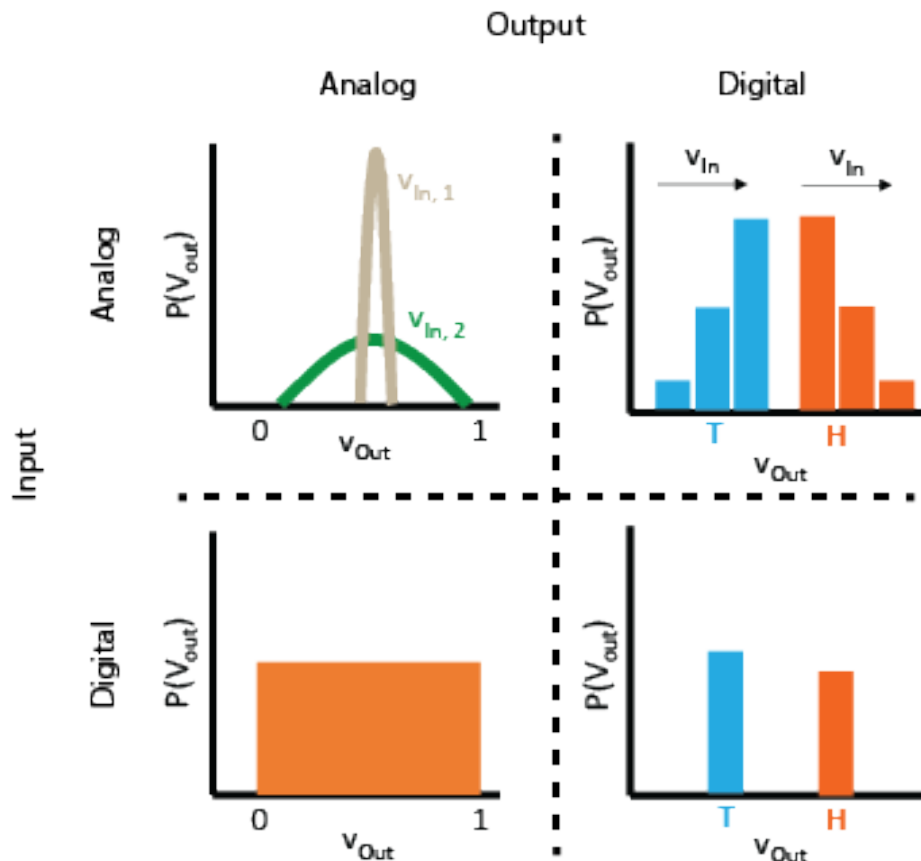 Output
Analog
Digital
Input
Analog
P(Vout)
vIn, 1
vIn, 2
0
1
vOut
P(Vout)
vIn
vIn
T
H
vOut
Digital
P(Vout)
0
1
vOut
P(Vout)
T
H
vOut